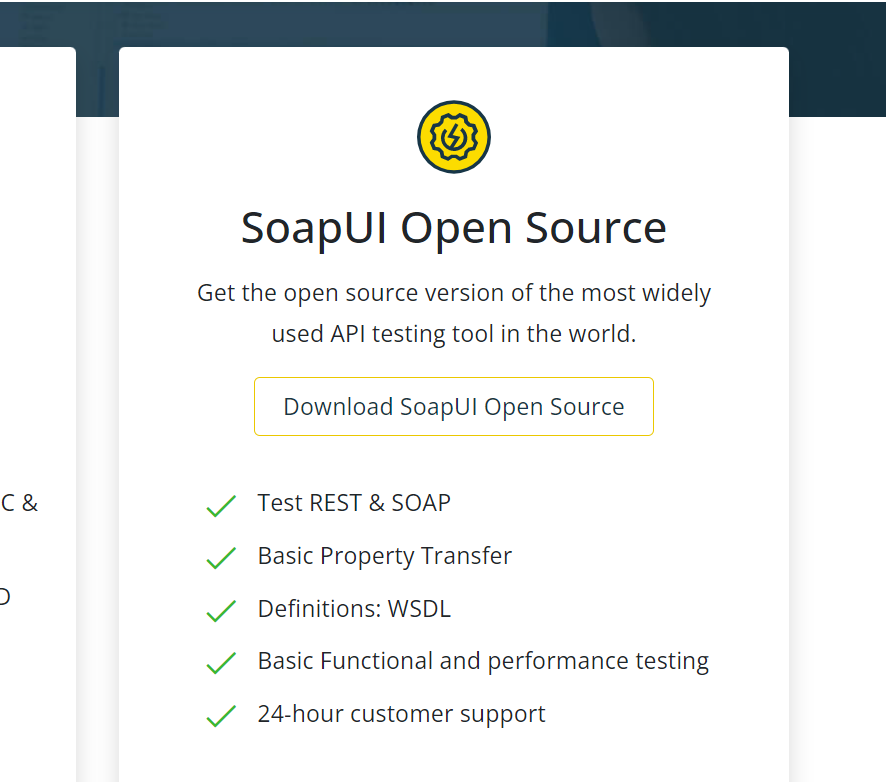 SoapUI Open Source
Get the open source version of the most widely
used API testing tool in the world.
Download SoapUI Open Source
C &
Test REST & SOAP
Basic Property Transfer
Definitions: WSDL
Basic Functional and performance testing
24-hour customer support